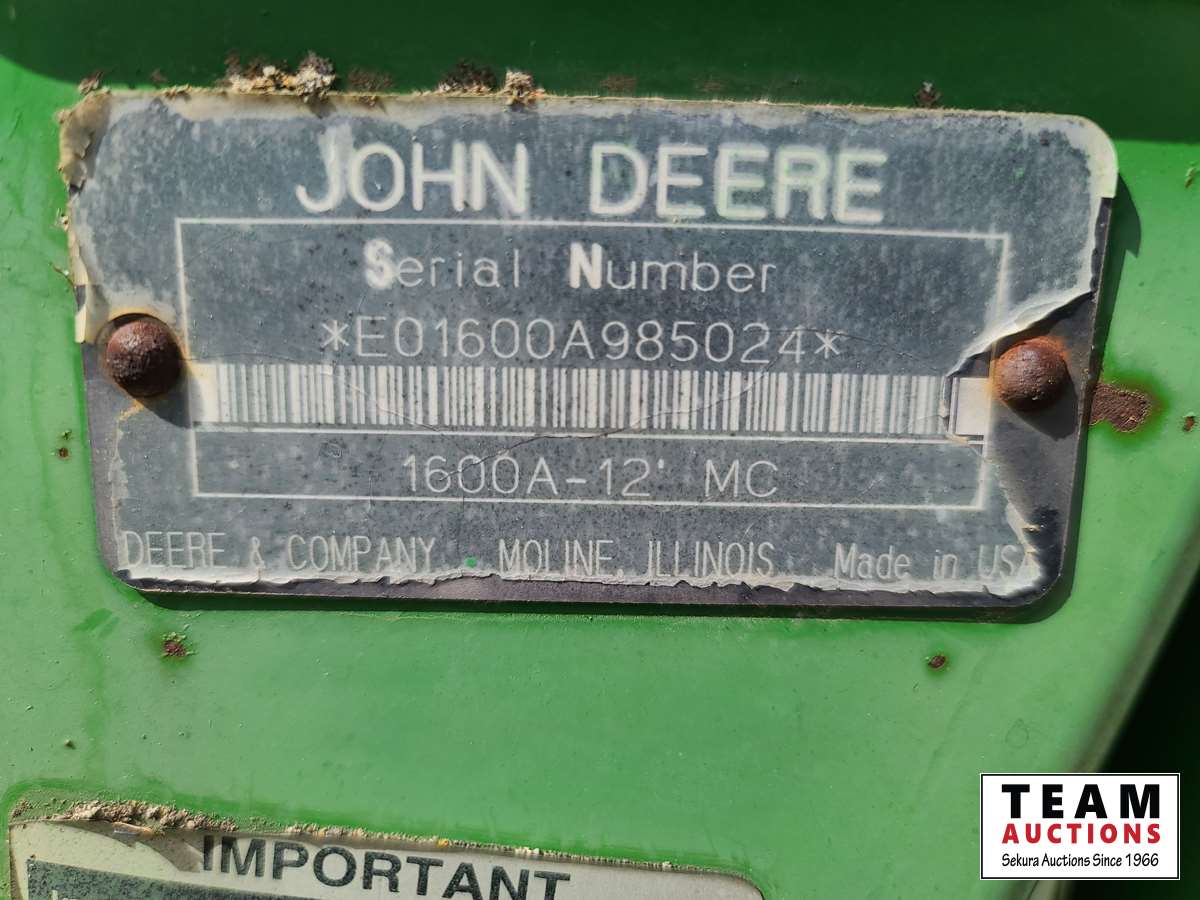 JOHN DEERE
Serial Number
*E01600A985024*
1600A-12' MC
DEERE & COMPANY MOLINE, ILLINOIS Made in USA
IMPORTANT
TEAM
AUCTIONS
Sekura Auctions Since 1966